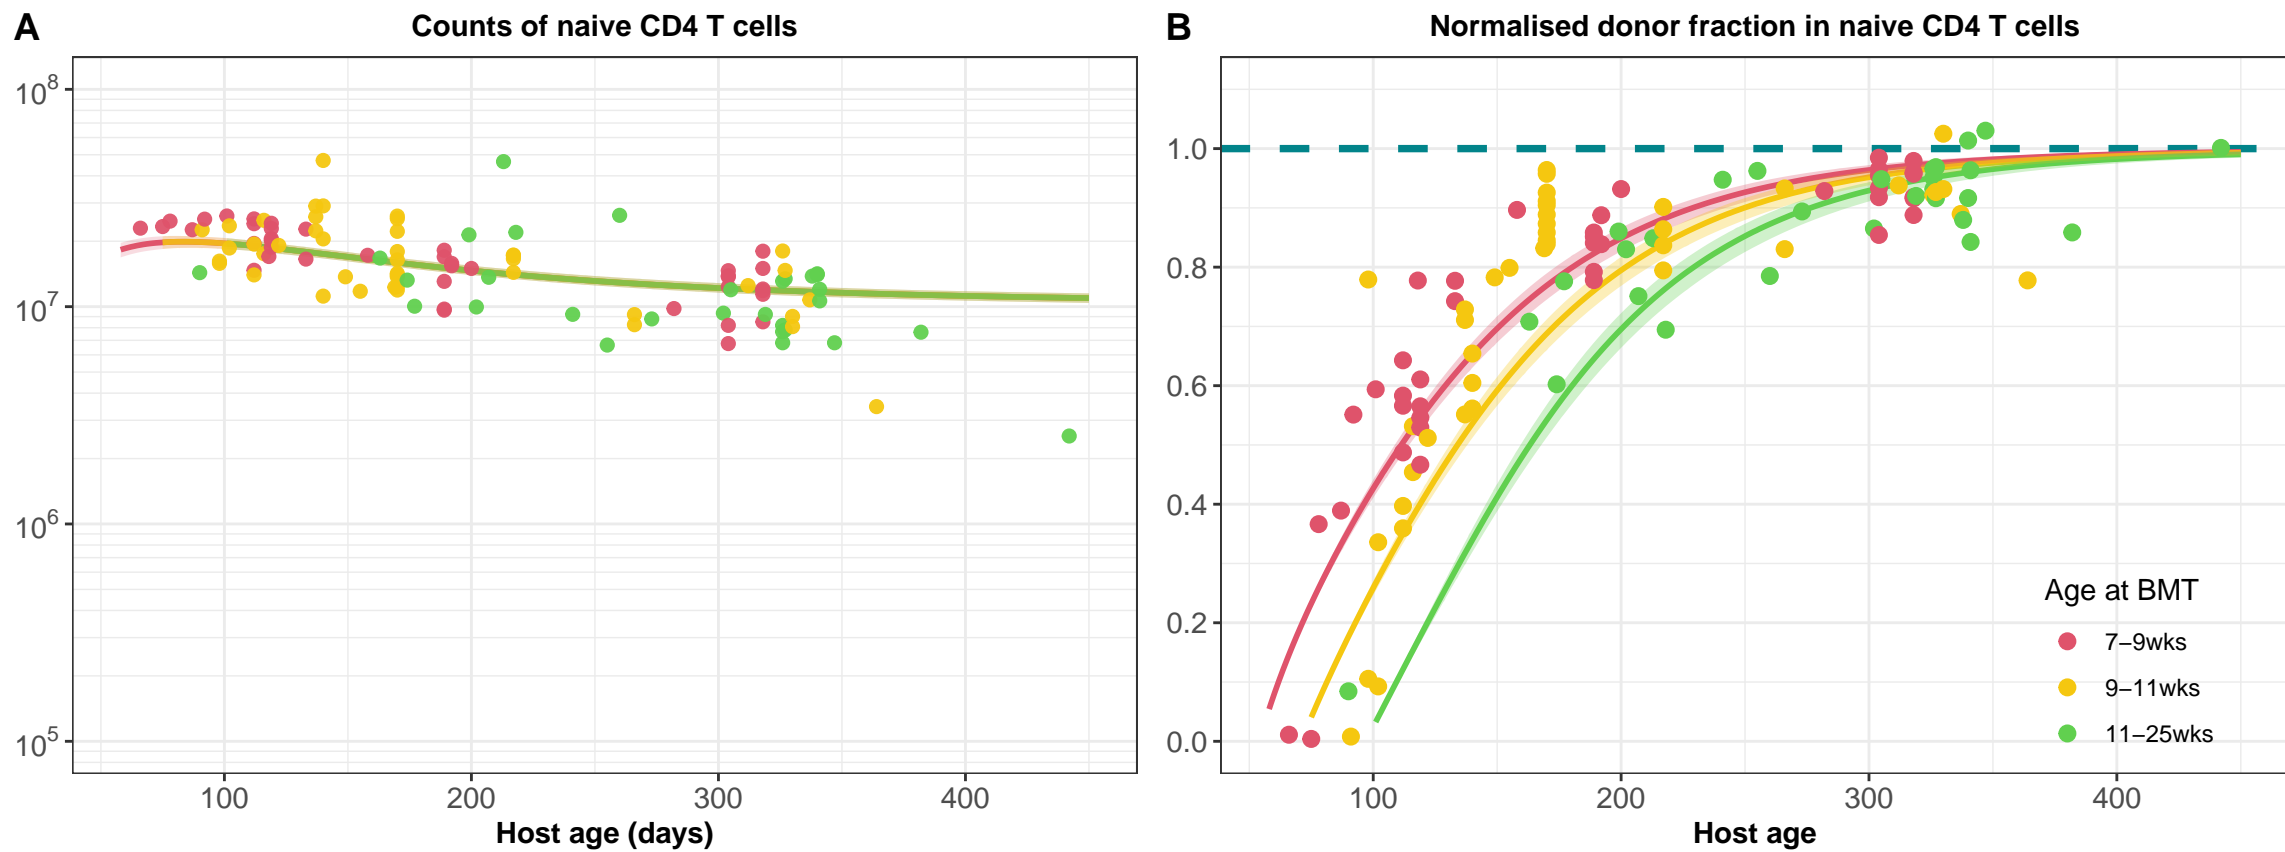 A
Counts of naive CD4 T cells
10^8
10^7
10^6
10^5
100 200 300 400
Host age (days)
B
Normalised donor fraction in naive CD4 T cells
1.0
0.8
0.6
0.4
0.2
0.0
Age at BMT
7–9wks
9–11wks
11–25wks
100 200 300 400
Host age